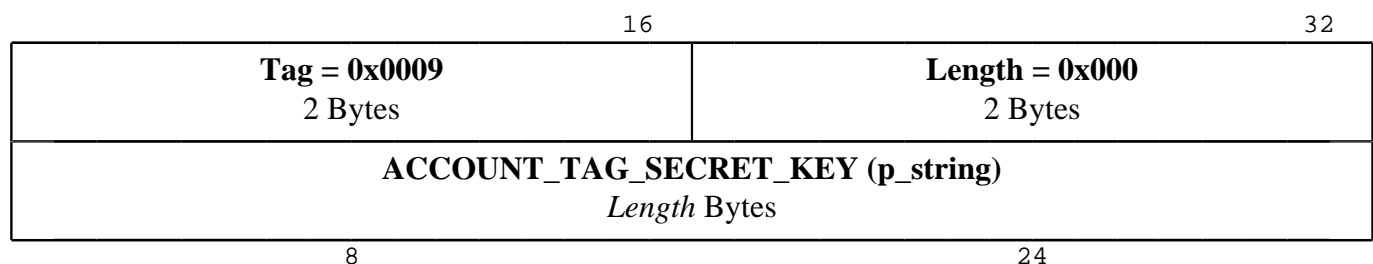 16 32
Tag = 0x0009 Length = 0x000
2 Bytes 2 Bytes
ACCOUNT_TAG_SECRET_KEY (p_string)
Length Bytes
8 24